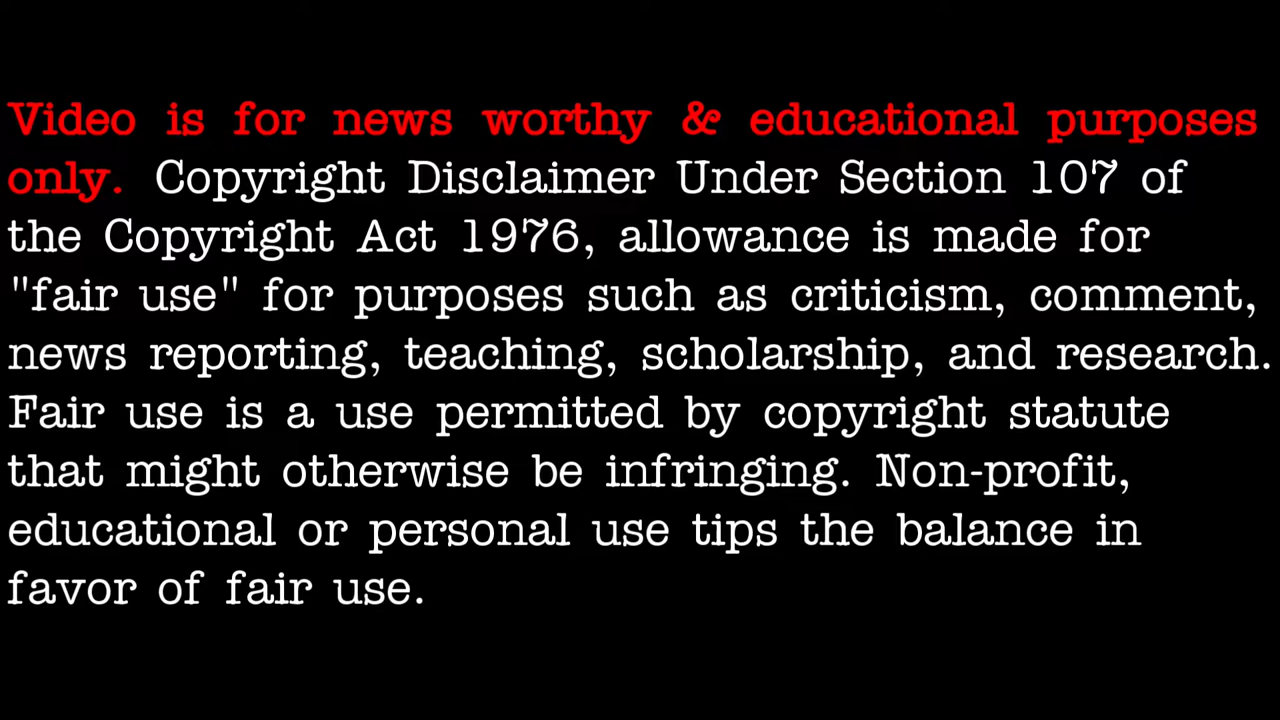 Video is for news worthy & educational purposes
only. Copyright Disclaimer Under Section 107 of
the Copyright Act 1976, allowance is made for
"fair use" for purposes such as criticism, comment,
news reporting, teaching, scholarship, and research.
Fair use is a use permitted by copyright statute
that might otherwise be infringing. Non-profit,
educational or personal use tips the balance in
favor of fair use.